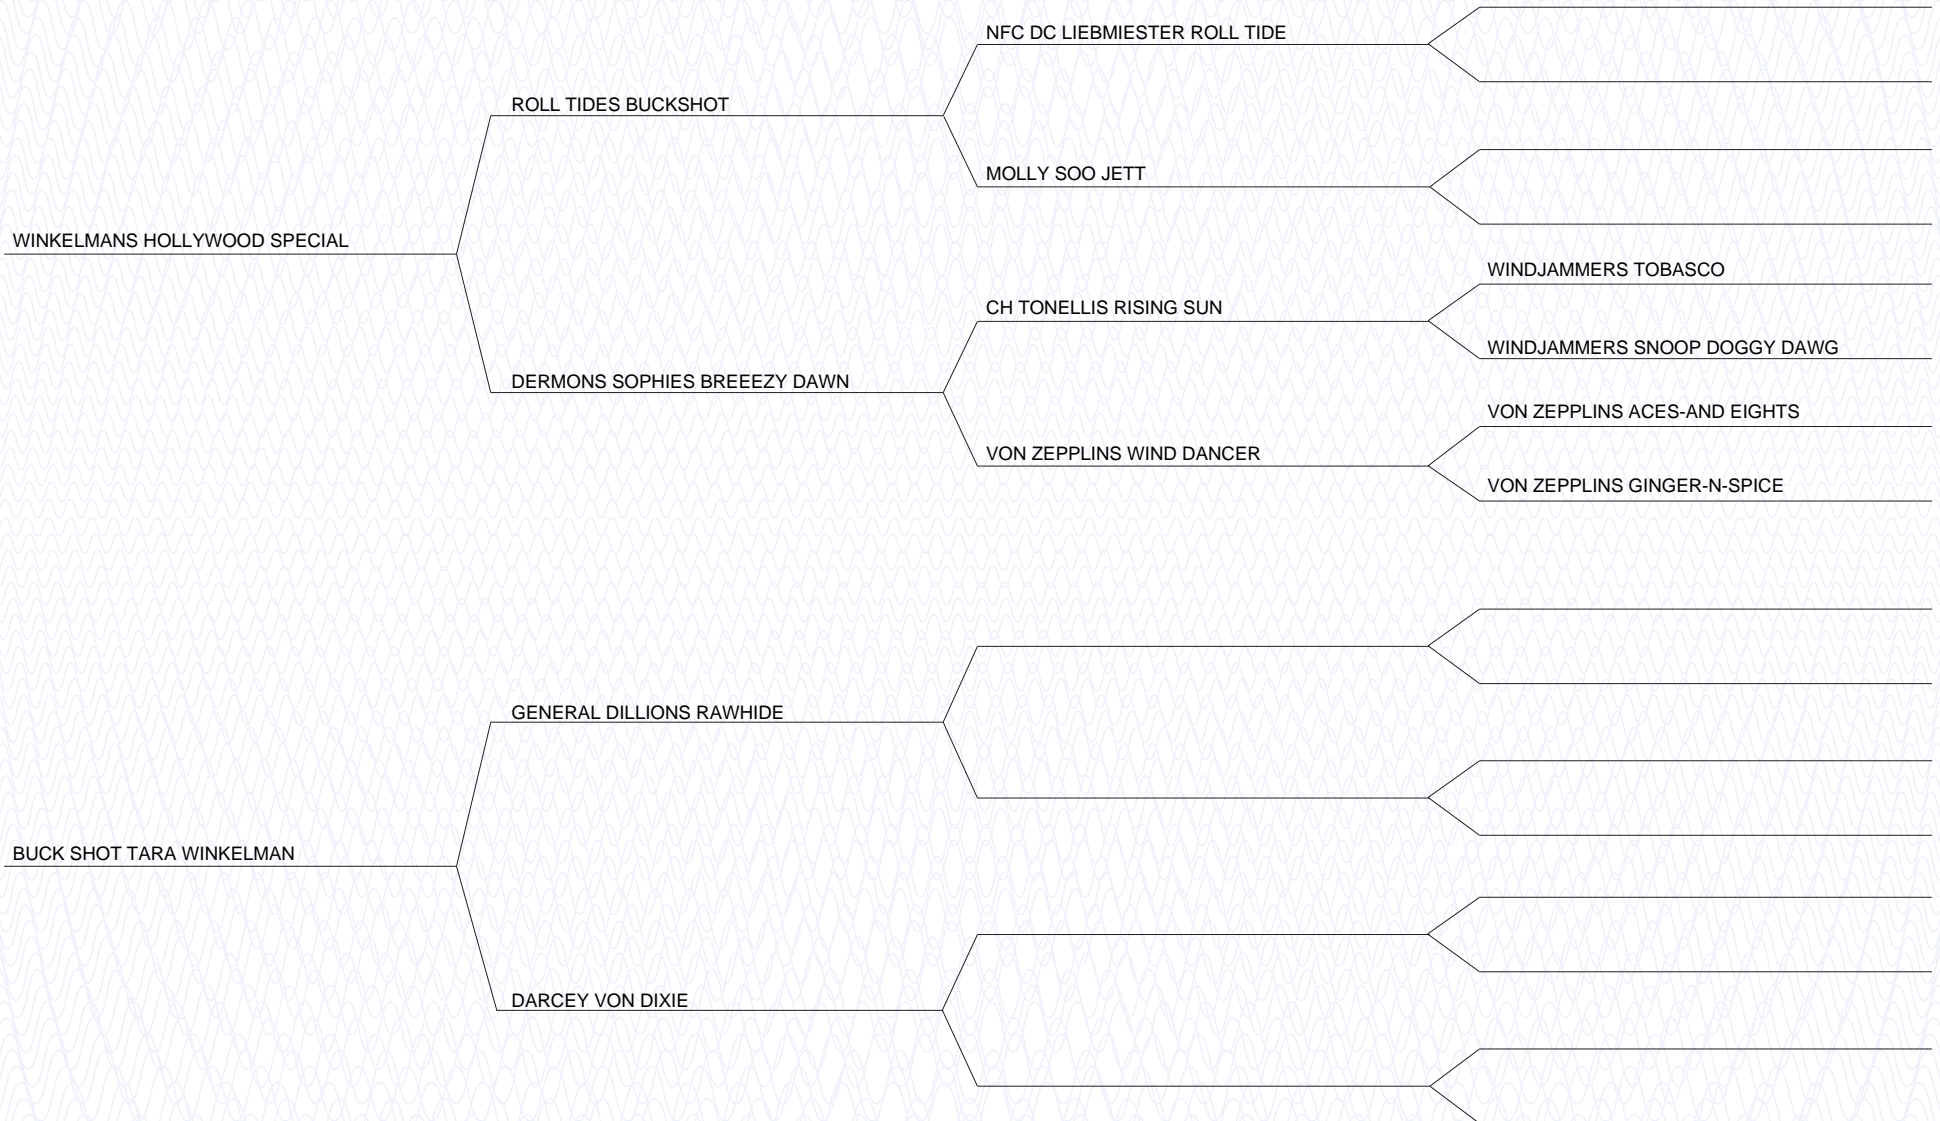 NFC DC LIEBMIESTER ROLL TIDE
ROLL TIDES BUCKSHOT
MOLLY SOO JETT
WINKELMANS HOLLYWOOD SPECIAL
WINDJAMMERS TOBASCO
CH TONELLIS RISING SUN
WINDJAMMERS SNOOP DOGGY DAWG
DERMONS SOPHIES BREEEZY DAWN
VON ZEPPLINS ACES-AND EIGHTS
VON ZEPPLINS WIND DANCER
VON ZEPPLINS GINGER-N-SPICE
GENERAL DILLIONS RAWHIDE
BUCK SHOT TARA WINKELMAN
DARCEY VON DIXIE